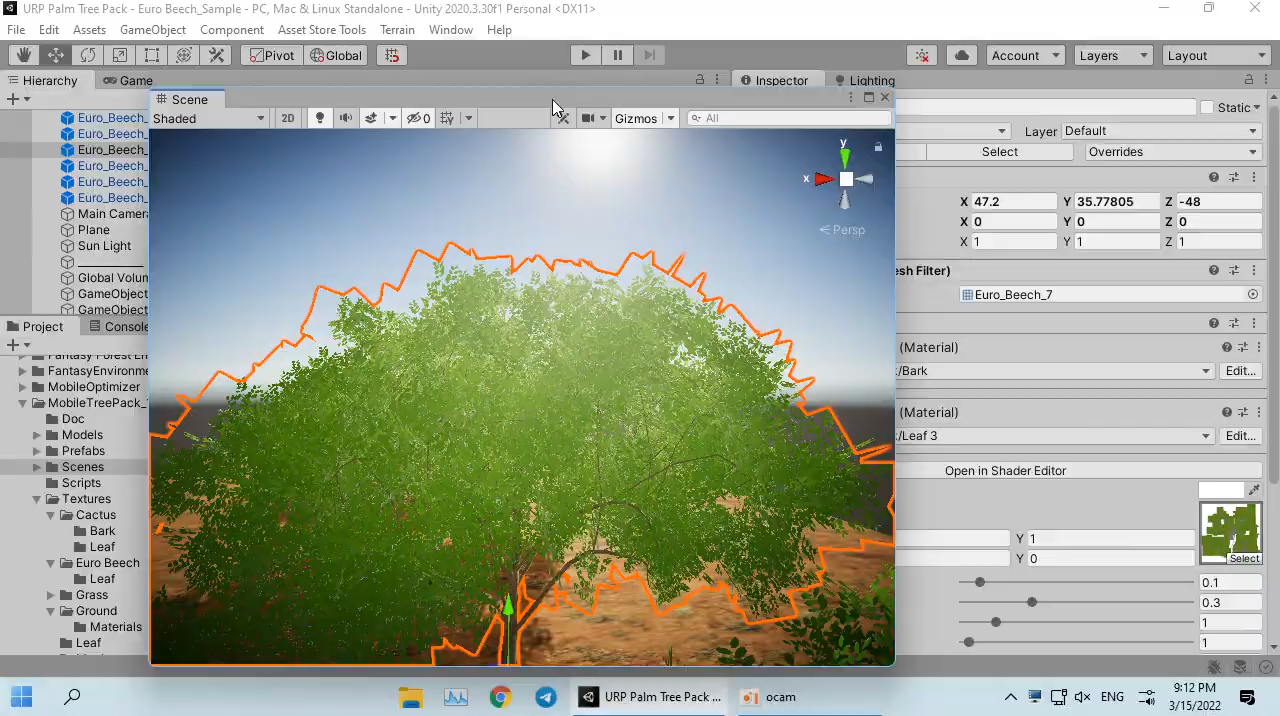 URP Palm Tree Pack - Euro Beech_Sample - PC, Mac & Linux Standalone - Unity 2020.3.30f1 Personal <DX11>
File Edit Assets GameObject Component Asset Store Tools Terrain Window Help
Pivot Global Account Layers Layout
Hierarchy Game Inspector Lighting
Scene
Static
Shaded 2D 0 Gizmos All
Euro_Beech_
Euro_Beech_
Euro_Beech_
Euro_Beech_
Euro_Beech_
Euro_Beech_
Main Camera
Plane
Sun Light
Global Volum
GameObject
GameObject
Layer Default
Select Overrides
y
x
Persp
X 47.2 Y 35.77805 Z -48
X 0 Y 0 Z 0
X 1 Y 1 Z 1
esh Filter)
Euro_Beech_7
(Material)
/Bark Edit...
(Material)
/Leaf 3 Edit...
Open in Shader Editor
Select
Y 1
Y 0
0.1
0.3
1
1
Project Console
Fantasy Forest En
FantasyEnvironme
MobileOptimizer
MobileTreePack_
Doc
Models
Prefabs
Scenes
Scripts
Textures
Cactus
Bark
Leaf
Euro Beech
Leaf
Grass
Ground
Materials
Leaf
URP Palm Tree Pack ... ocam ENG 9:12 PM
3/15/2022